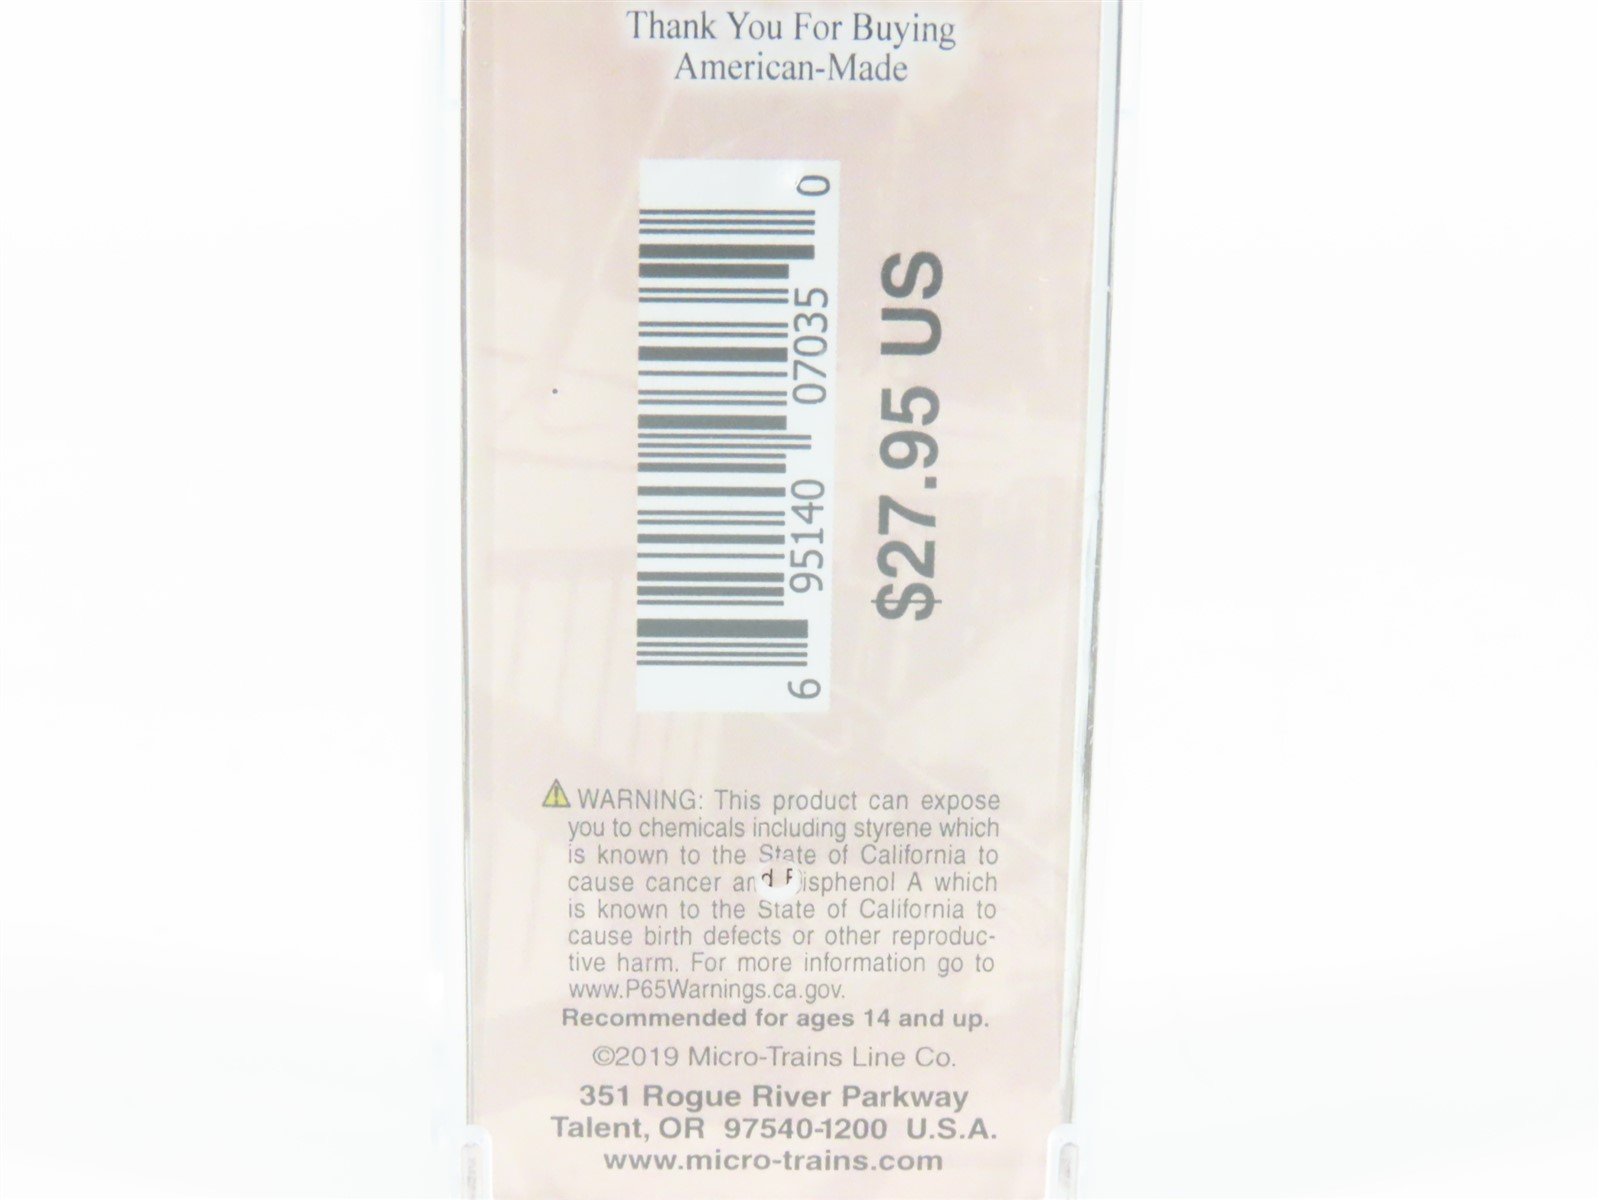 Thank You For Buying
American-Made
6 95140 07035 0
$27.95 US
WARNING: This product can expose
you to chemicals including styrene which
is known to the State of California to
cause cancer and Bisphenol A which
is known to the State of California to
cause birth defects or other reproduc-
tive harm. For more information go to
www.P65Warnings.ca.gov.
Recommended for ages 14 and up.
©2019 Micro-Trains Line Co.
351 Rogue River Parkway
Talent, OR 97540-1200 U.S.A.
www.micro-trains.com